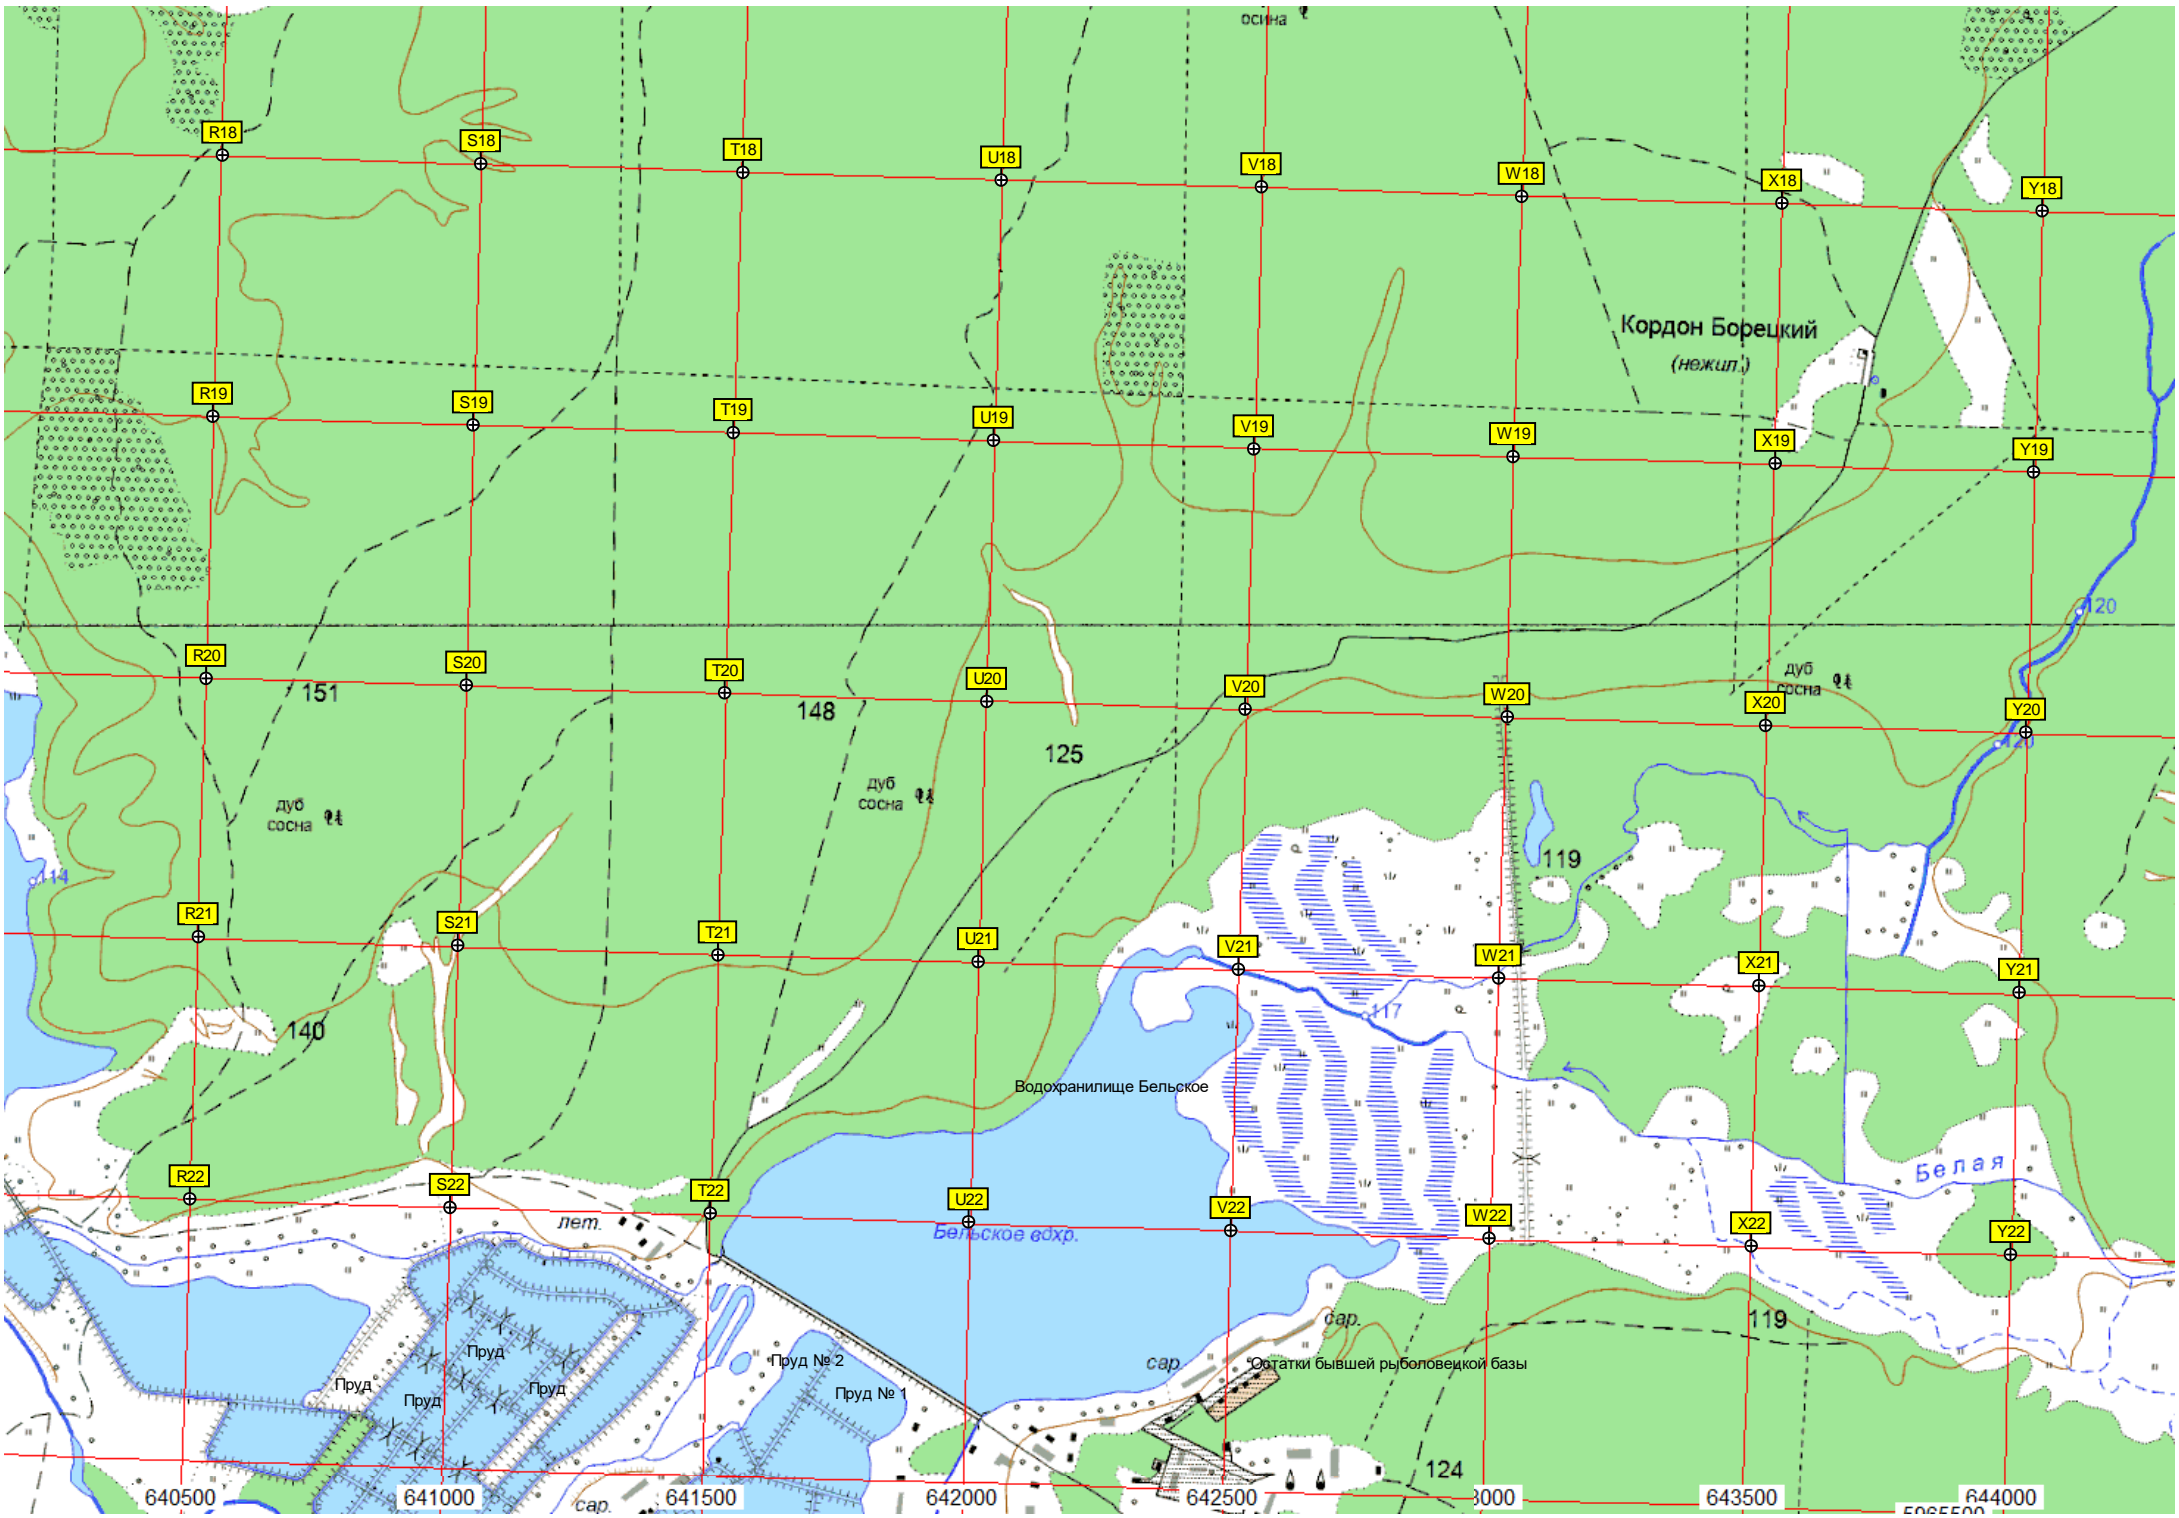 осина
R18
S18
T18
U18
V18
W18
X18
Y18
Кордон Борецкий
(нежил.)
R19
S19
T19
U19
V19
W19
X19
Y19
120
R20
S20
T20
U20
V20
W20
X20
Y20
дуб
сосна
151
148
125
120
дуб
сосна
дуб
сосна
119
114
R21
S21
T21
U21
V21
W21
X21
Y21
117
140
Водохранилище Бельское
Белая
R22
S22
T22
U22
V22
W22
X22
Y22
лет.
Бельское вдхр.
сар.
119
Пруд
Пруд № 2
сар.
Остатки бывшей рыболовецкой базы
Пруд
Пруд
Пруд
Пруд № 1
124
640500
641000
641500
642000
642500
3000
643500
644000
сар.